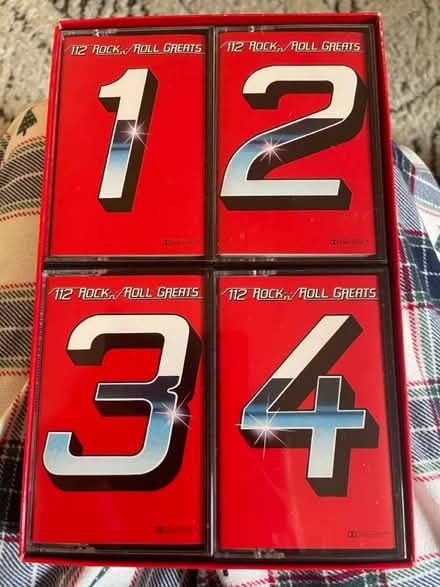 112 ROCK 'N' ROLL GREATS
1
112 ROCK 'N' ROLL GREATS
2
112 ROCK 'N' ROLL GREATS
3
112 ROCK 'N' ROLL GREATS
4